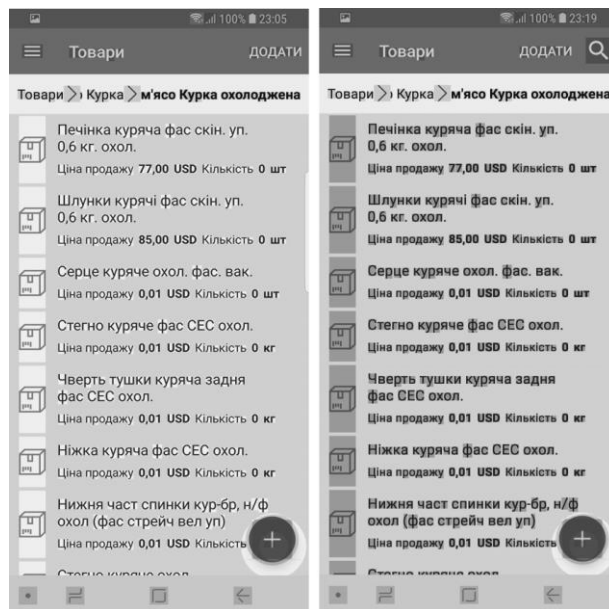 100% 23:05
Товари
ДОДАТИ
Товари Курка м'ясо Курка охолоджена
Печінка куряча фас скін. уп.
0,6 кг. охол.
Ціна продажу 77,00 USD Кількість 0 шт
Шлунки курячі фас скін. уп.
0,6 кг. охол.
Ціна продажу 85,00 USD Кількість 0 шт
Серце куряче охол. фас. вак.
Ціна продажу 0,01 USD Кількість 0 шт
Стегно куряче фас СЕС охол.
Ціна продажу 0,01 USD Кількість 0 кг
Чверть тушки куряча задня
фас СЕС охол.
Ціна продажу 0,01 USD Кількість 0 кг
Ніжка куряча фас СЕС охол.
Ціна продажу 0,01 USD Кількість 0 кг
Нижня част спинки кур-бр, н/ф
охол (фас стрейч вел уп)
Ціна продажу 0,01 USD Кількість
100% 23:19
Товари
ДОДАТИ
Товари Курка м'ясо Курка охолоджена
Печінка куряча фас скін. уп.
0,6 кг. охол.
Ціна продажу 77,00 USD Кількість 0 шт
Шлунки курячі фас скін. уп.
0,6 кг. охол.
Ціна продажу 85,00 USD Кількість 0 шт
Серце куряче охол. фас. вак.
Ціна продажу 0,01 USD Кількість 0 шт
Стегно куряче фас СЕС охол.
Ціна продажу 0,01 USD Кількість 0 кг
Чверть тушки куряча задня
фас СЕС охол.
Ціна продажу 0,01 USD Кількість 0 кг
Ніжка куряча фас СЕС охол.
Ціна продажу 0,01 USD Кількість 0 кг
Нижня част спинки кур-бр, н/ф
охол (фас стрейч вел уп)
Ціна продажу 0,01 USD Кількість